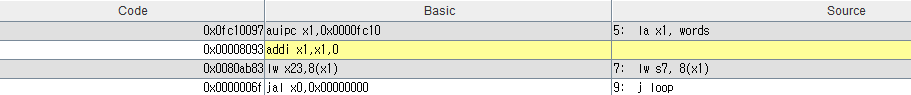 Code Basic Source
0x0fc10097 auipc x1,0x0000fc10 5: la x1, words
0x00008093 addi x1,x1,0
0x0080ab83 lw x23,8(x1) 7: lw s7, 8(x1)
0x0000006f jal x0,0x00000000 9: j loop